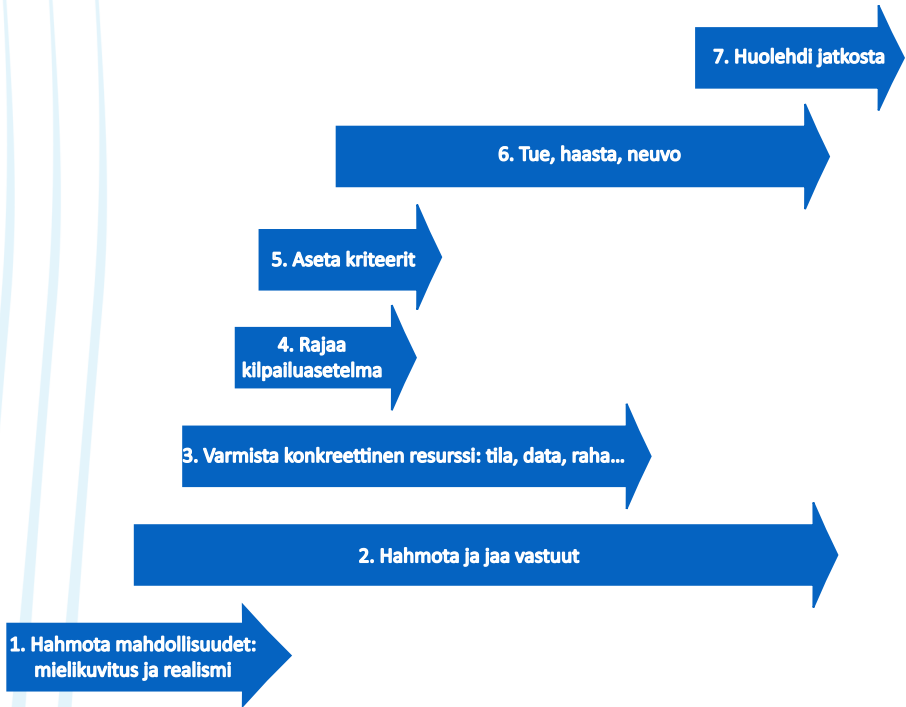 7. Huolehdi jatkosta
6. Tue, haasta, neuvo
5. Aseta kriteerit
4. Rajaa
kilpailuasetelma
3. Varmista konkreettinen resurssi: tila, data, raha...
2. Hahmota ja jaa vastuut
1. Hahmota mahdollisuudet:
mielikuvitus ja realismi